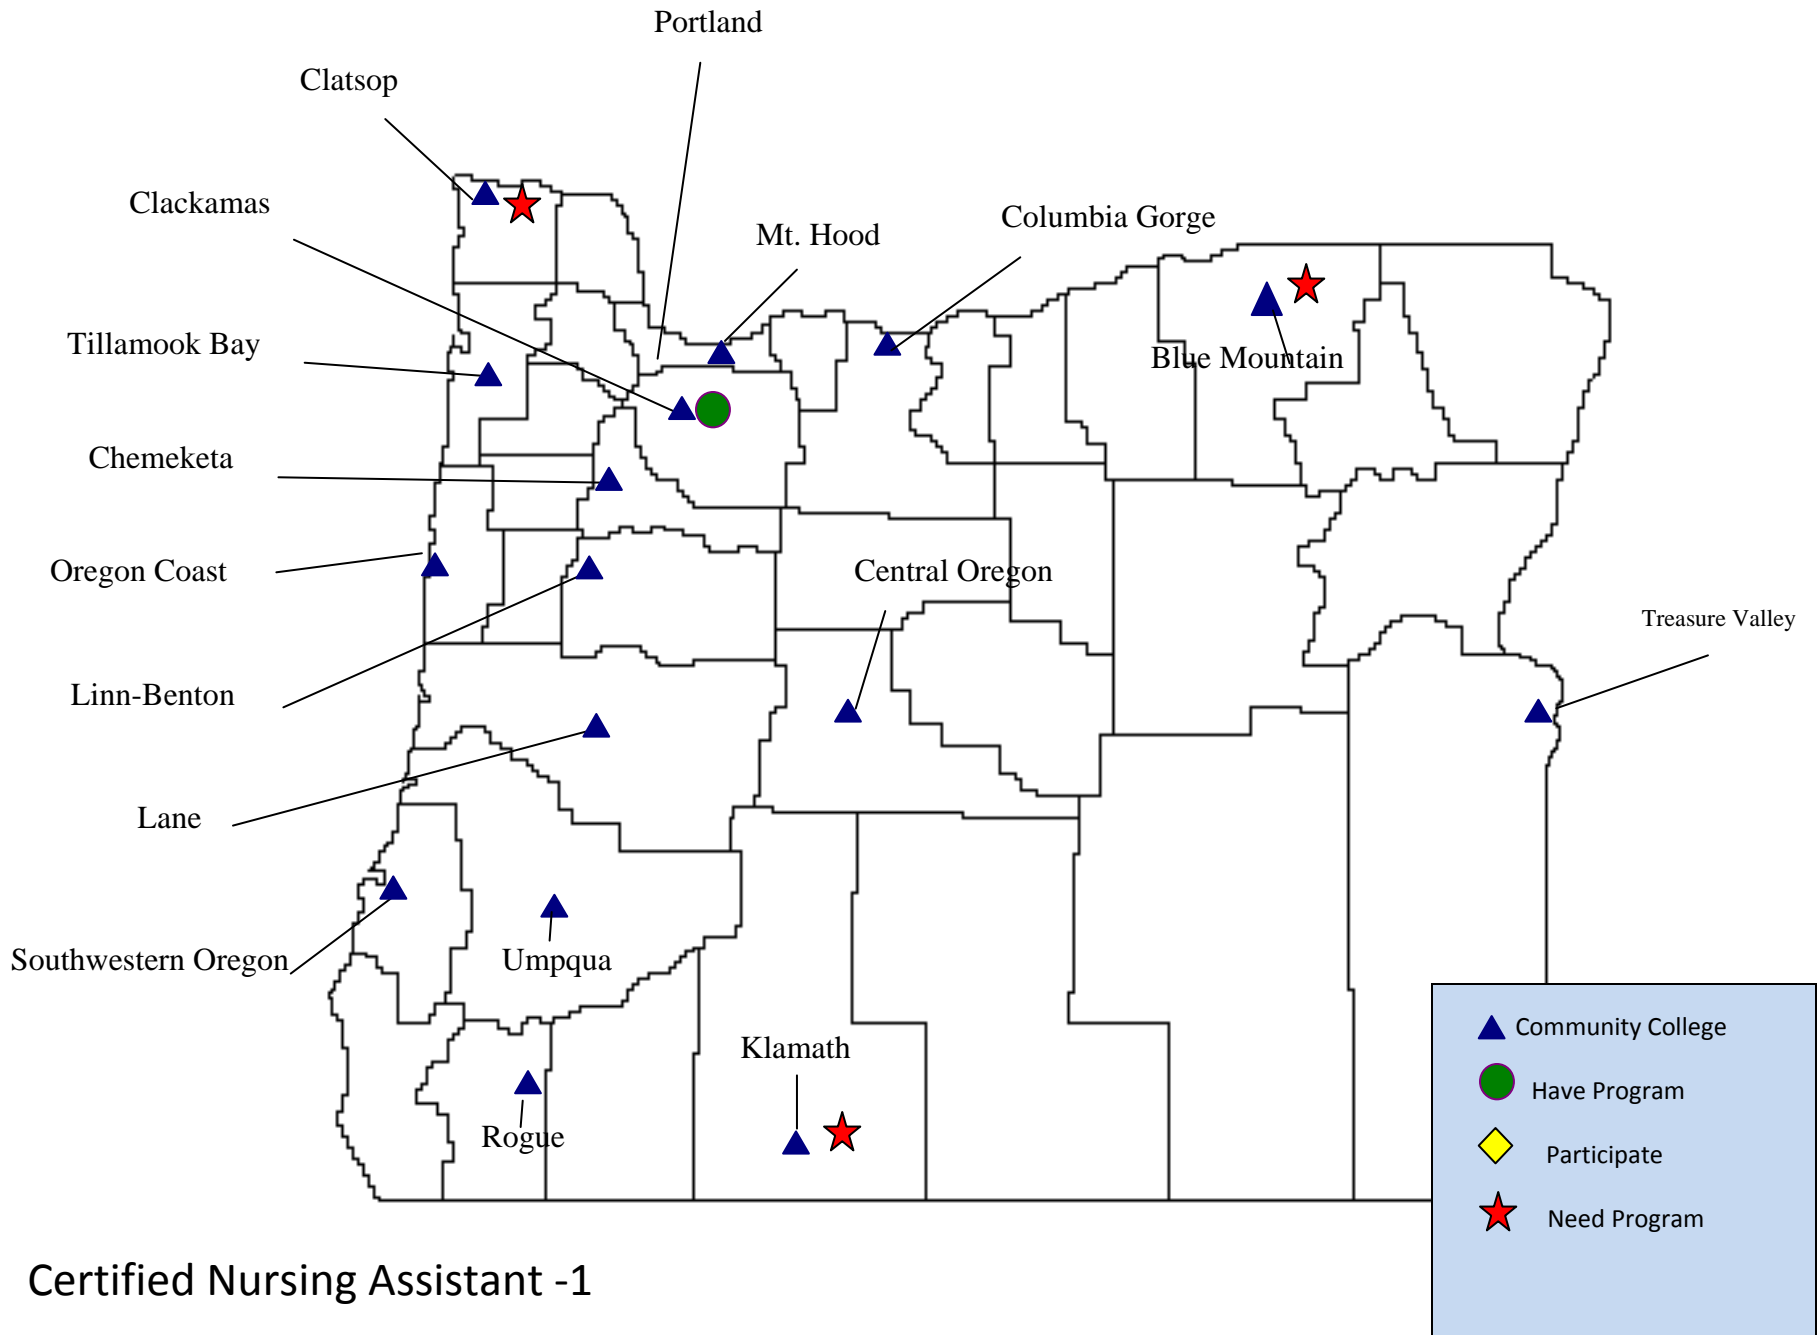 Portland
Clatsop
Clackamas
Mt. Hood
Columbia Gorge
Tillamook Bay
Blue Mountain
Chemeketa
Oregon Coast
Central Oregon
Treasure Valley
Linn-Benton
Lane
Southwestern Oregon
Umpqua
Klamath
Rogue
Community College
Have Program
Participate
Need Program
Certified Nursing Assistant -1